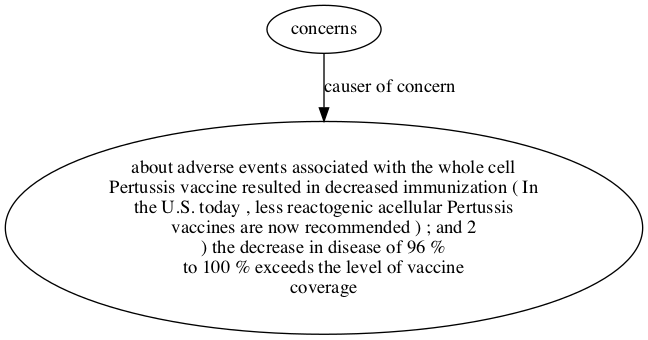 concerns
causer of concern
about adverse events associated with the whole cell
Pertussis vaccine resulted in decreased immunization ( In
the U.S. today , less reactogenic acellular Pertussis
vaccines are now recommended ) ; and 2
) the decrease in disease of 96 %
to 100 % exceeds the level of vaccine
coverage